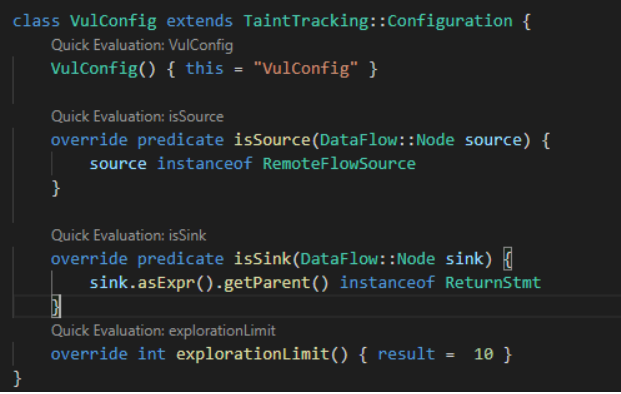 class VulConfig extends TaintTracking::Configuration {
Quick Evaluation: VulConfig
VulConfig() { this = "VulConfig" }
Quick Evaluation: isSource
override predicate isSource(DataFlow::Node source) {
source instanceof RemoteFlowSource
}
Quick Evaluation: isSink
override predicate isSink(DataFlow::Node sink) {
sink.asExpr().getParent() instanceof ReturnStmt
}
Quick Evaluation: explorationLimit
override int explorationLimit() { result =  10 }
}